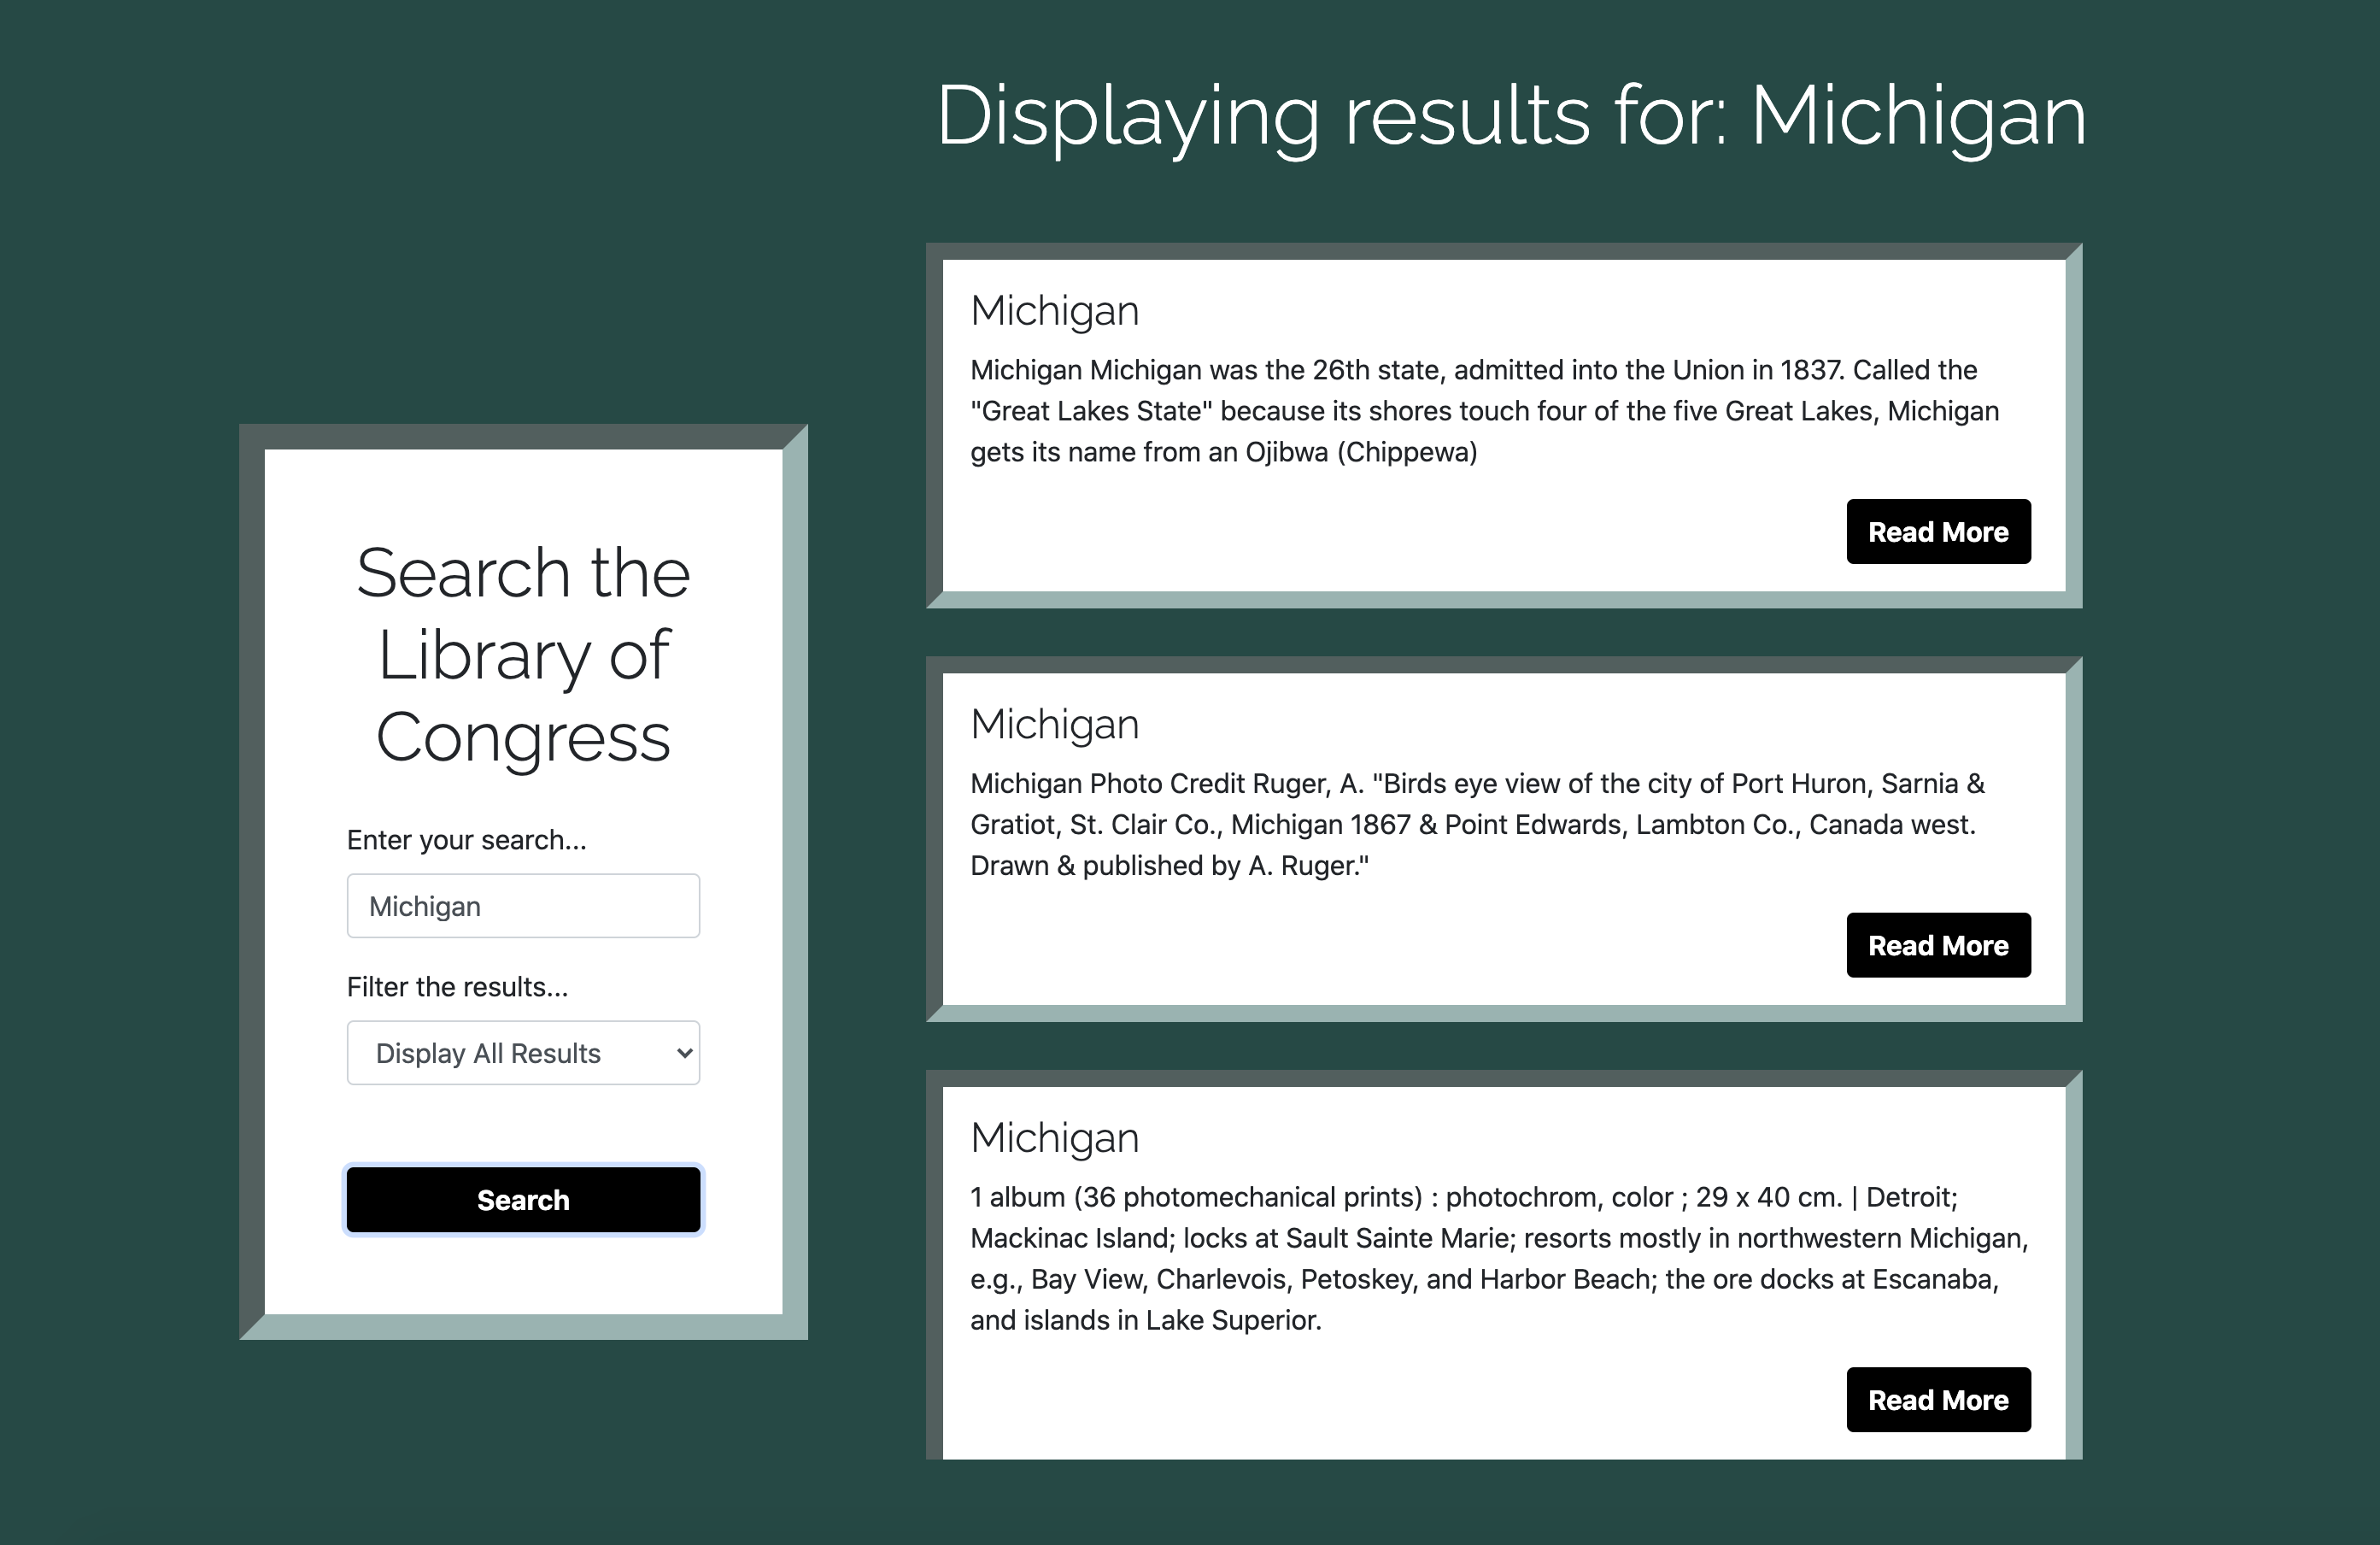 Displaying results for: Michigan
Search the
Library of
Congress
Enter your search...
Michigan
Filter the results...
Display All Results
Search
Michigan
Michigan Michigan was the 26th state, admitted into the Union in 1837. Called the
"Great Lakes State" because its shores touch four of the five Great Lakes, Michigan
gets its name from an Ojibwa (Chippewa)
Read More
Michigan
Michigan Photo Credit Ruger, A. "Birds eye view of the city of Port Huron, Sarnia &
Gratiot, St. Clair Co., Michigan 1867 & Point Edwards, Lambton Co., Canada west.
Drawn & published by A. Ruger."
Read More
Michigan
1 album (36 photomechanical prints) : photochrom, color ; 29 x 40 cm. | Detroit;
Mackinac Island; locks at Sault Sainte Marie; resorts mostly in northwestern Michigan,
e.g., Bay View, Charlevois, Petoskey, and Harbor Beach; the ore docks at Escanaba,
and islands in Lake Superior.
Read More